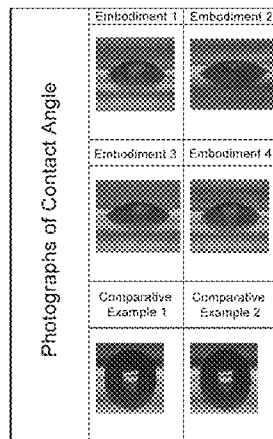 Photographs of Contact Angle
Embodiment 1 Embodiment 2
Embodiment 3 Embodiment 4
Comparative Comparative
Example 1 Example 2